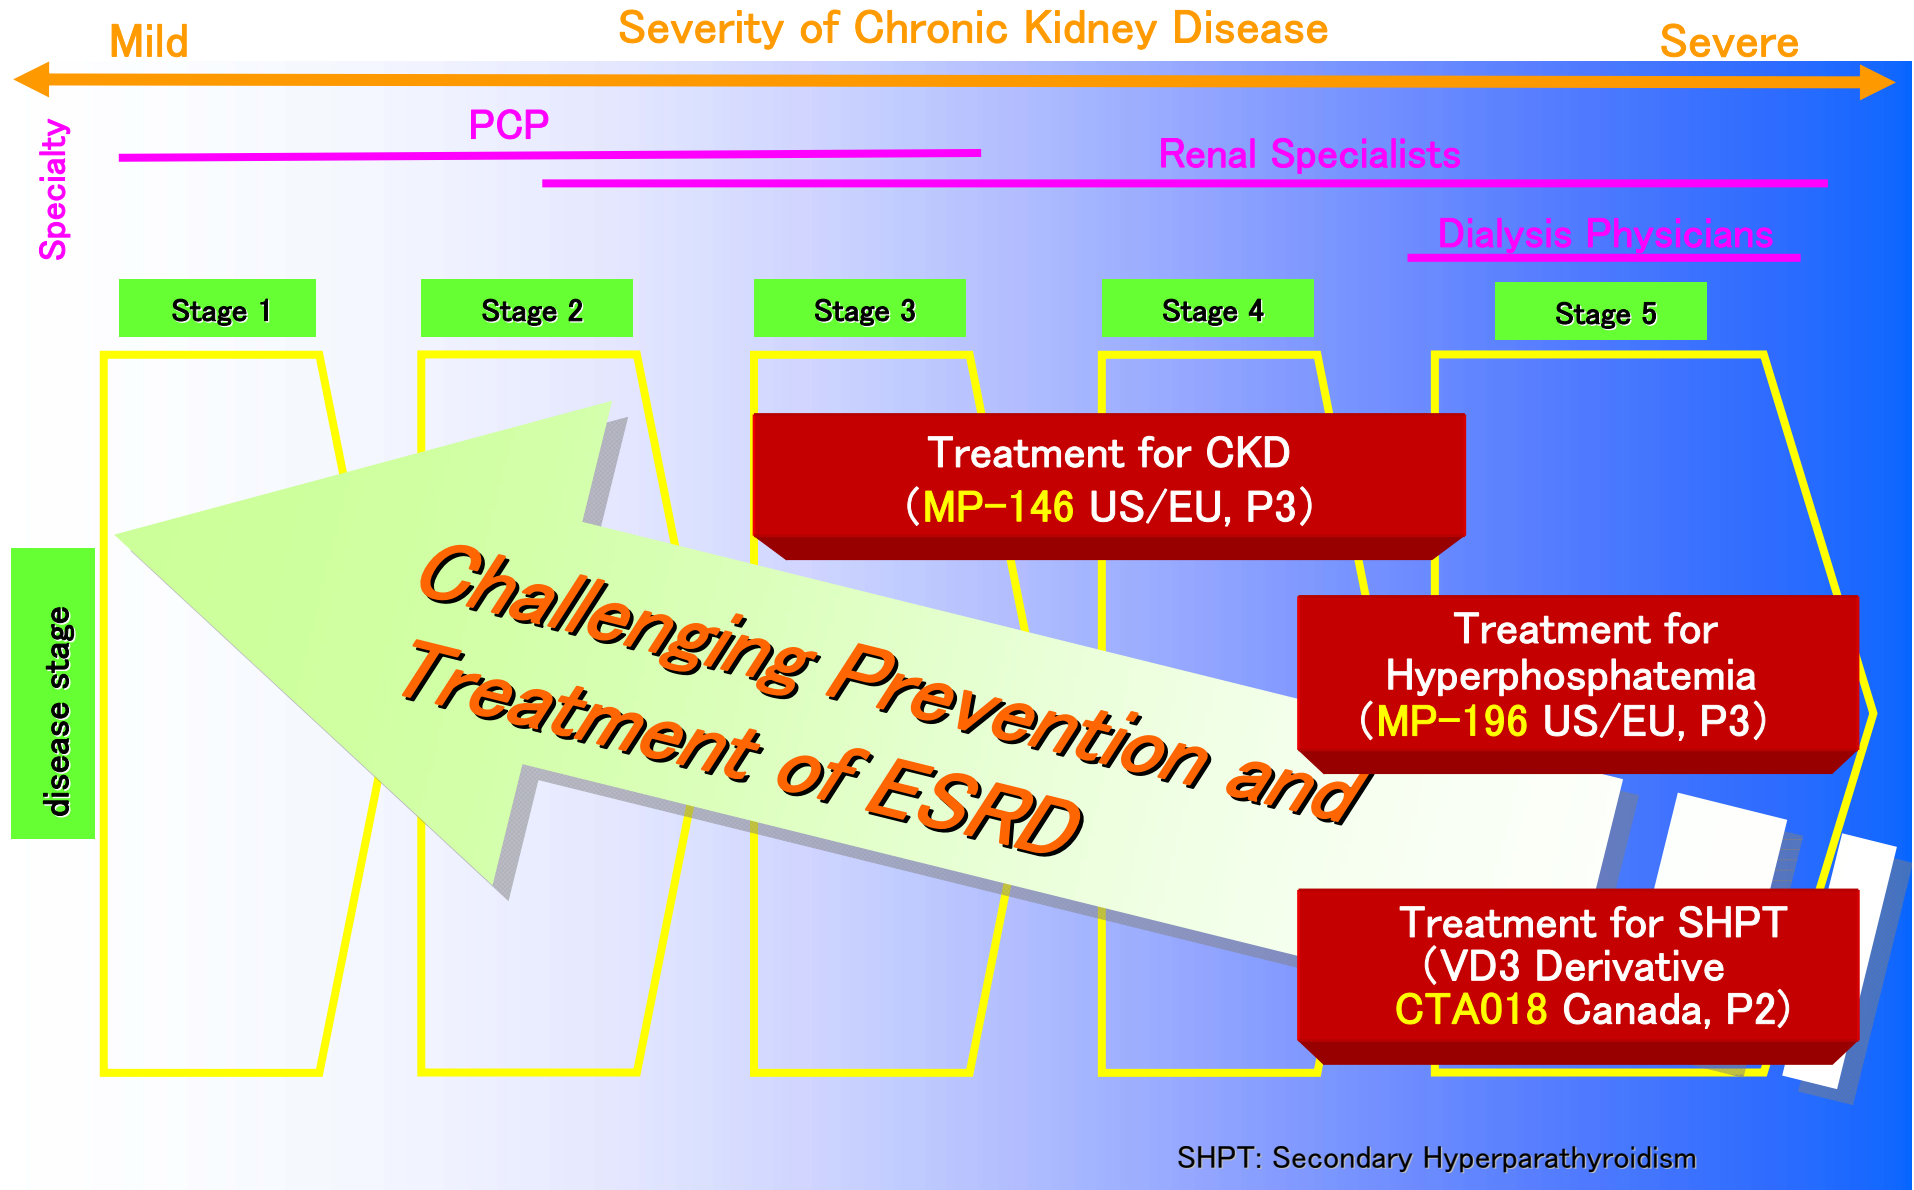 Severity of Chronic Kidney Disease
Mild
Severe
Specialty
PCP
Renal Specialists
Dialysis Physicians
Stage 1
Stage 2
Stage 3
Stage 4
Stage 5
disease stage
Treatment for CKD
(MP-146 US/EU, P3)
Challenging Prevention and
Treatment of ESRD
Treatment for
Hyperphosphatemia
(MP-196 US/EU, P3)
Treatment for SHPT
(VD3 Derivative
CTA018 Canada, P2)
SHPT: Secondary Hyperparathyroidism